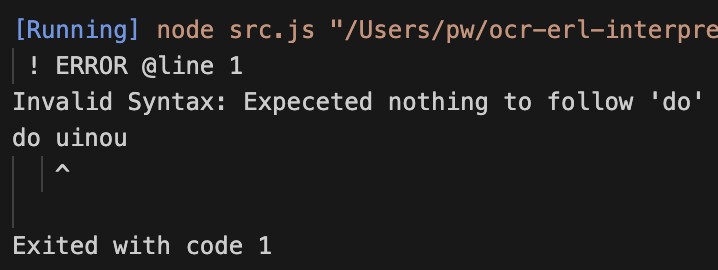 [Running] node src.js "/Users/pw/ocr-erl-interpre
! ERROR @line 1
Invalid Syntax: Expeceted nothing to follow 'do'
do uinou
^
Exited with code 1